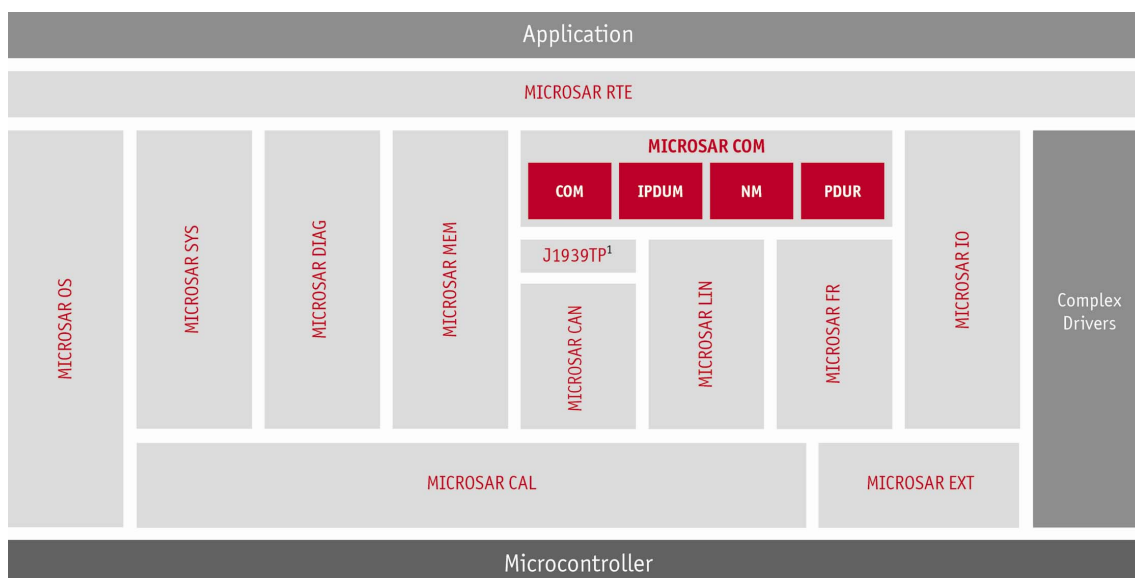 Application
MICROSAR RTE
MICROSAR OS
MICROSAR SYS
MICROSAR DIAG
MICROSAR MEM
MICROSAR COM
COM
IPDUM
NM
PDUR
J1939TP¹
MICROSAR CAN
MICROSAR LIN
MICROSAR FR
MICROSAR IO
Complex
Drivers
MICROSAR CAL
MICROSAR EXT
Microcontroller